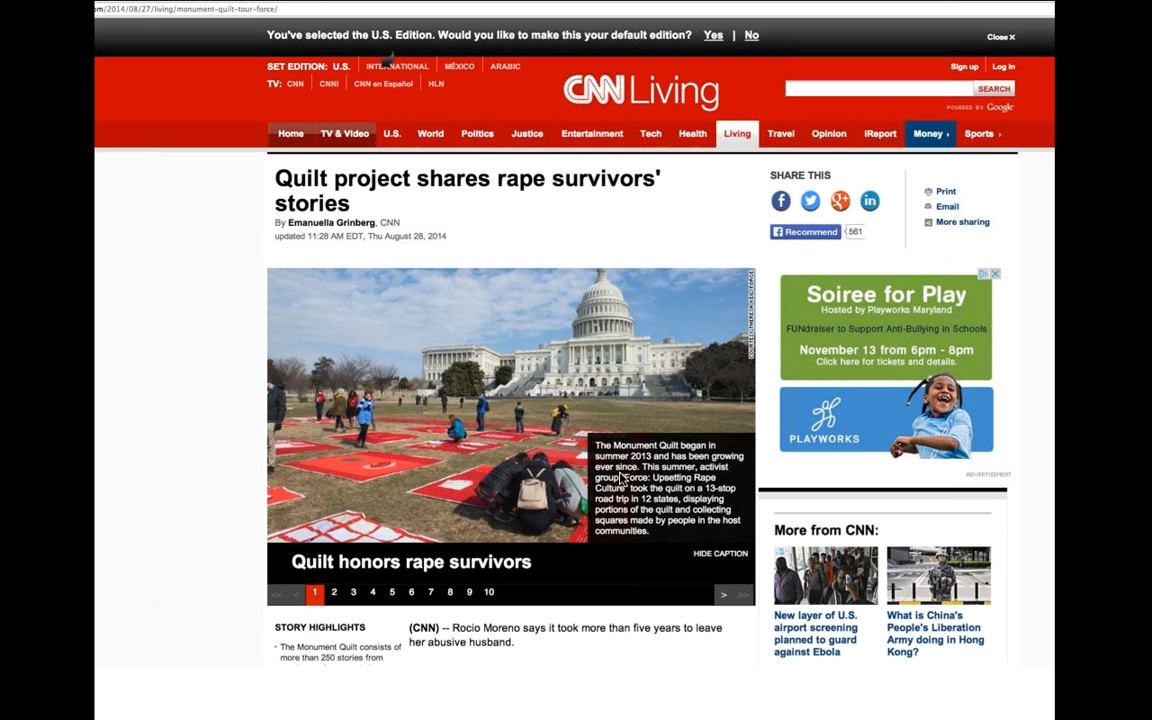 om/2014/08/27/living/monument-quilt-tour-force/
You've selected the U.S. Edition. Would you like to make this your default edition? Yes | No
Close X
SET EDITION: U.S. INTERNATIONAL MÉXICO ARABIC
TV: CNN CNNI CNN en Español HLN
CNN Living
Sign up Log in
SEARCH
POWERED BY Google
Home TV & Video U.S. World Politics Justice Entertainment Tech Health Living Travel Opinion iReport Money › Sports ›
Quilt project shares rape survivors'
stories
By Emanuella Grinberg, CNN
updated 11:28 AM EDT, Thu August 28, 2014
SHARE THIS
Recommend 561
Print
Email
More sharing
The Monument Quilt began in
summer 2013 and has been growing
ever since. This summer, activist
group Force: Upsetting Rape
Culture took the quilt on a 13-stop
road trip in 12 states, displaying
portions of the quilt and collecting
squares made by people in the host
communities.
HIDE CAPTION
Quilt honors rape survivors
<< < 1 2 3 4 5 6 7 8 9 10 > >>
STORY HIGHLIGHTS
The Monument Quilt consists of
more than 250 stories from
(CNN) -- Rocio Moreno says it took more than five years to leave
her abusive husband.
Soiree for Play
Hosted by Playworks Maryland
FUNdraiser to Support Anti-Bullying in Schools
November 13 from 6pm - 8pm
Click here for tickets and details.
PLAYWORKS
ADVERTISEMENT
More from CNN:
New layer of U.S.
airport screening
planned to guard
against Ebola
What is China's
People's Liberation
Army doing in Hong
Kong?